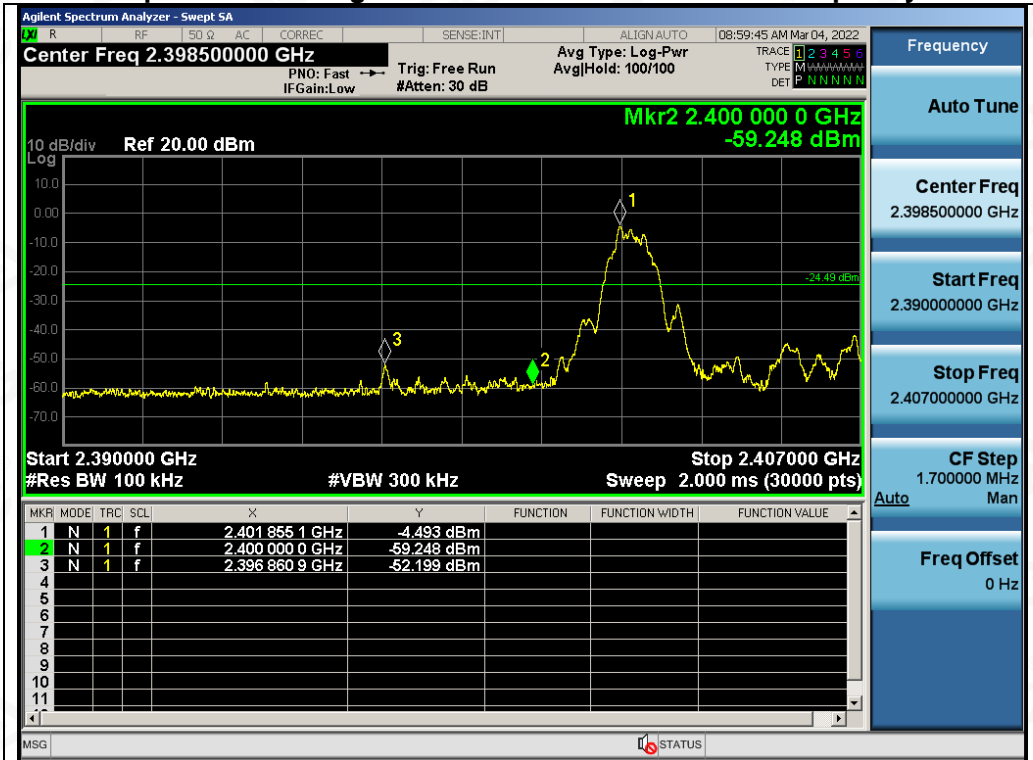 Agilent Spectrum Analyzer - Swept SA
LXI R RF 50 Ω AC CORREC SENSE:INT ALIGN AUTO 08:59:45 AM Mar 04, 2022
Center Freq 2.398500000 GHz
PNO: Fast
IFGain:Low
Trig: Free Run
#Atten: 30 dB
Avg Type: Log-Pwr
Avg|Hold: 100/100
TRACE 1 2 3 4 5 6
TYPE M WWWWW
DET P N N N N N
Mkr2 2.400 000 0 GHz
-59.248 dBm
10 dB/div Ref 20.00 dBm
Log
10.0
0.00
-10.0
-20.0
-30.0
-40.0
-50.0
-60.0
-70.0
1
-24.49 dBm
3
2
Start 2.390000 GHz Stop 2.407000 GHz
#Res BW 100 kHz #VBW 300 kHz Sweep 2.000 ms (30000 pts)
MKR MODE TRC SCL X Y FUNCTION FUNCTION WIDTH FUNCTION VALUE
1 N 1 f 2.401 855 1 GHz -4.493 dBm
2 N 1 f 2.400 000 0 GHz -59.248 dBm
3 N 1 f 2.396 860 9 GHz -52.199 dBm
4
5
6
7
8
9
10
11
MSG STATUS
Frequency
Auto Tune
Center Freq
2.398500000 GHz
Start Freq
2.390000000 GHz
Stop Freq
2.407000000 GHz
CF Step
1.700000 MHz
Auto Man
Freq Offset
0 Hz